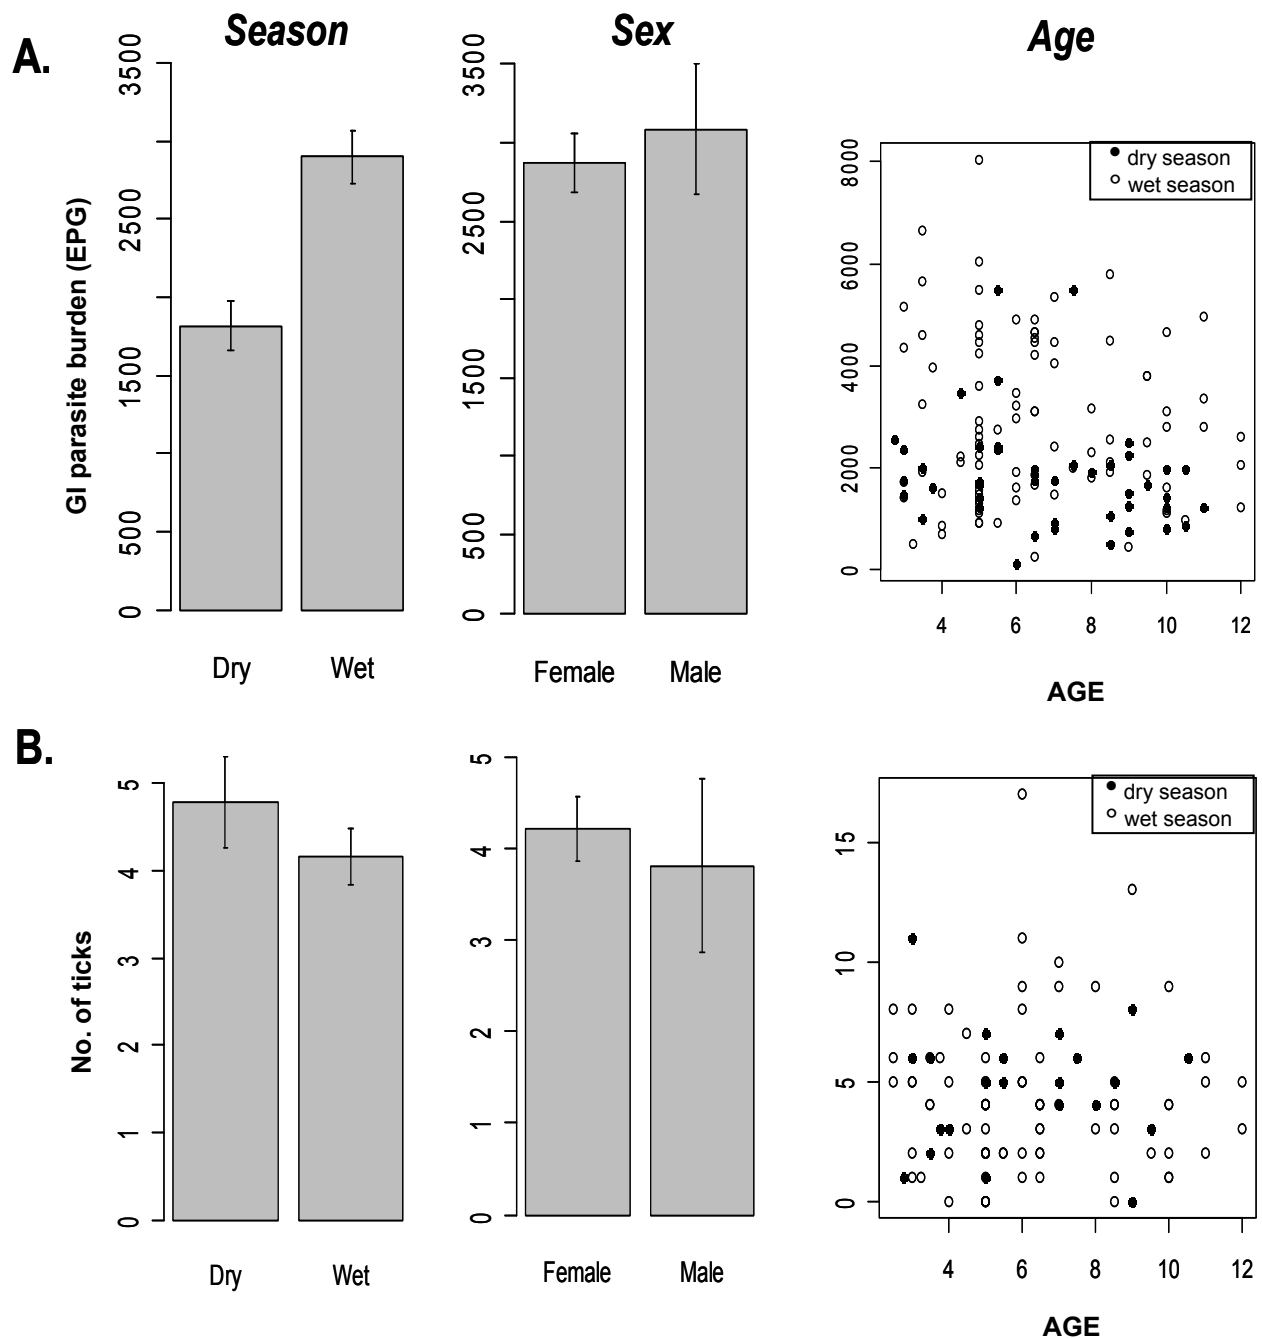 A.
Season
Sex
Age
GI parasite burden (EPG)
3500
2500
1500
500
0
Dry
Wet
3500
2500
1500
500
0
Female
Male
8000
6000
4000
2000
0
dry season
wet season
4 6 8 10 12
AGE
B.
No. of ticks
5
4
3
2
1
0
Dry
Wet
5
4
3
2
1
0
Female
Male
15
10
5
0
dry season
wet season
4 6 8 10 12
AGE